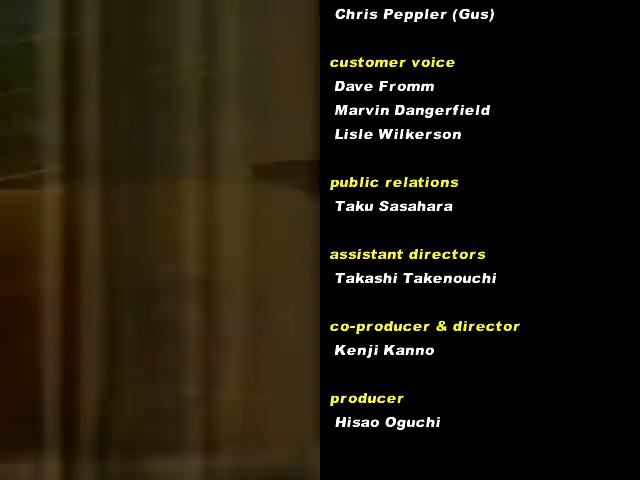 Chris Peppler (Gus)
customer voice
Dave Fromm
Marvin Dangerfield
Lisle Wilkerson
public relations
Taku Sasahara
assistant directors
Takashi Takenouchi
co-producer & director
Kenji Kanno
producer
Hisao Oguchi